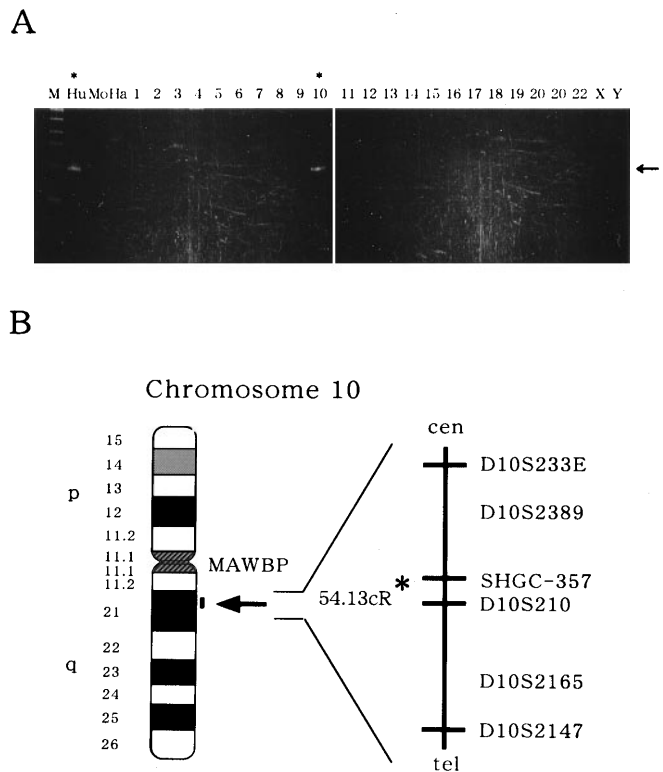 A
* *
M Hu Mo Ha 1 2 3 4 5 6 7 8 9 10 11 12 13 14 15 16 17 18 19 20 20 22 X Y
B
Chromosome 10
p
15
14
13
12
11.2
11.1
11.1
11.2
21
q
22
23
24
25
26
MAWBP
54.13cR
*
cen
D10S233E
D10S2389
SHGC-357
D10S210
D10S2165
D10S2147
tel